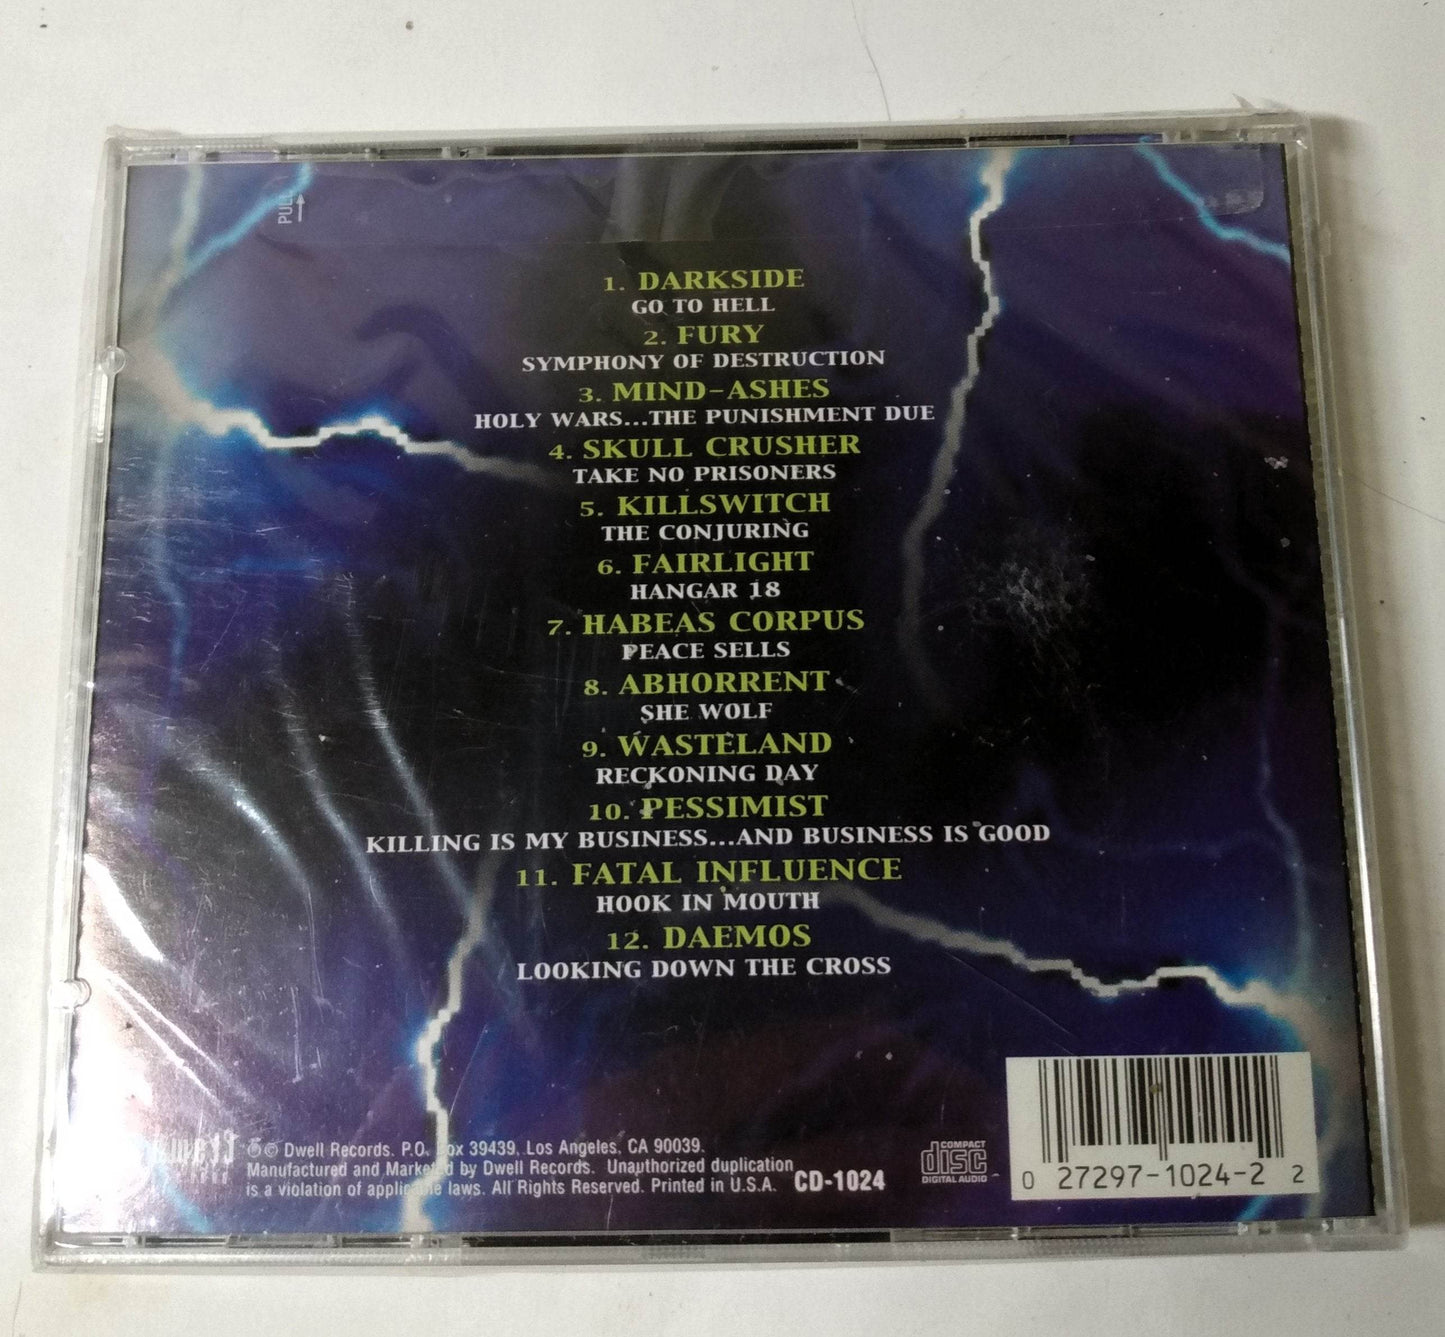 PULL
1. DARKSIDE
GO TO HELL
2. FURY
SYMPHONY OF DESTRUCTION
3. MIND-ASHES
HOLY WARS...THE PUNISHMENT DUE
4. SKULL CRUSHER
TAKE NO PRISONERS
5. KILLSWITCH
THE CONJURING
6. FAIRLIGHT
HANGAR 18
7. HABEAS CORPUS
PEACE SELLS
8. ABHORRENT
SHE WOLF
9. WASTELAND
RECKONING DAY
10. PESSIMIST
KILLING IS MY BUSINESS...AND BUSINESS IS GOOD
11. FATAL INFLUENCE
HOOK IN MOUTH
12. DAEMOS
LOOKING DOWN THE CROSS
℗© Dwell Records. P.O. Box 39439, Los Angeles, CA 90039.
Manufactured and Marketed by Dwell Records. Unauthorized duplication
is a violation of applicable laws. All Rights Reserved. Printed in U.S.A. CD-1024
COMPACT
disc
DIGITAL AUDIO
0 27297-1024-2 2